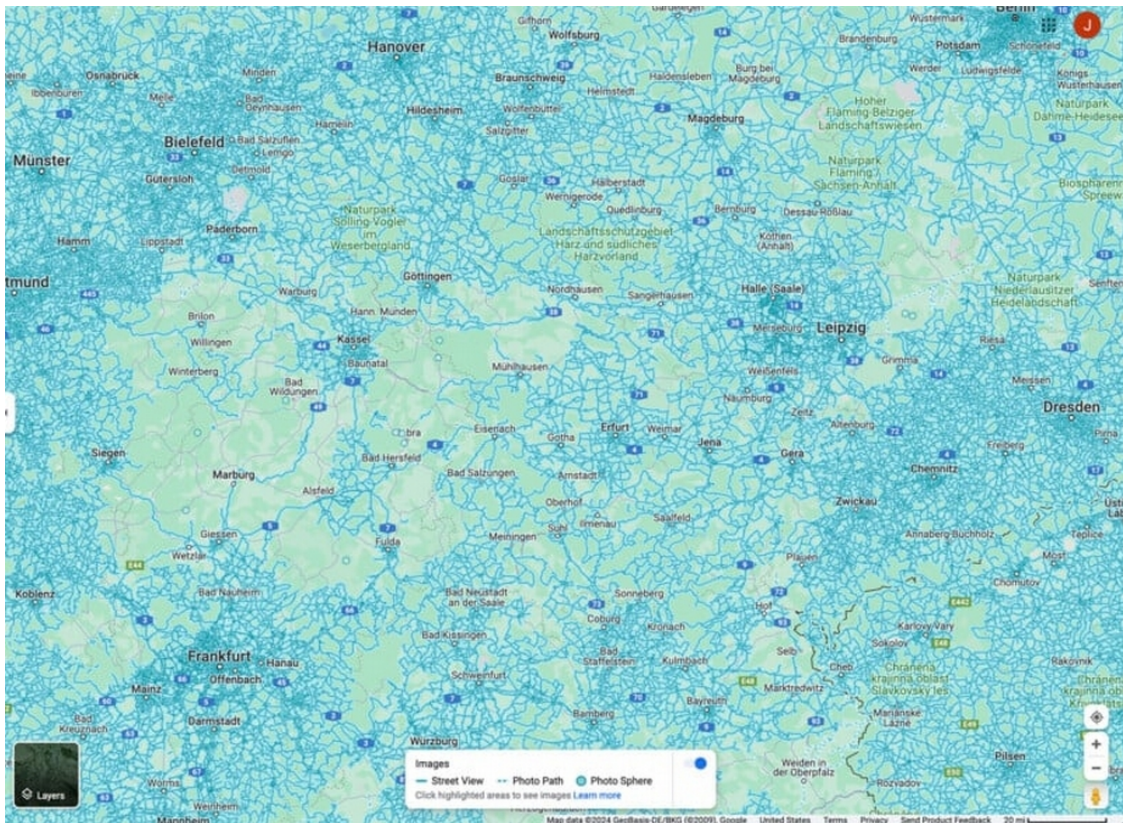 Gardelegen
Berlin
Gifhorn
Wolfsburg
Hanover
Wustermark
Brandenburg
Potsdam
Schönefeld
J
Osnabrück
Minden
Braunschweig
Haldensleben
Burg bei
Magdeburg
Werder
Ludwigsfelde
Königs
Wusterhausen
Ibbenbüren
Melle
Bad
Oeynhausen
Helmstedt
Hildesheim
Wolfenbüttel
Hoher
Fläming-Belziger
Landschaftswiesen
Naturpark
Dahme-Heideseen
Hamelin
Salzgitter
Magdeburg
Bielefeld
Bad Salzuflen
Lemgo
Münster
Detmold
Gütersloh
Goslar
Halberstadt
Wernigerode
Quedlinburg
Bernburg
Dessau-Roßlau
Naturpark
Fläming /
Sachsen-Anhalt
Biosphären
Spreew
Naturpark
Solling-Vogler
im
Weserbergland
Landschaftsschutzgebiet
Harz und südliches
Harzvorland
Köthen
(Anhalt)
Hamm
Lippstadt
Paderborn
Göttingen
Nordhausen
Sangerhausen
Halle (Saale)
Naturpark
Niederlausitzer
Heidelandschaft
Senften
tmund
Warburg
Hann. Münden
Brilon
Willingen
Kassel
Merseburg
Leipzig
Riesa
Baunatal
Winterberg
Mühlhausen
Weißenfels
Grimma
Meissen
Bad
Wildungen
Naumburg
Zeitz
Dresden
Pirna
Siegen
bra
Eisenach
Gotha
Erfurt
Weimar
Jena
Gera
Altenburg
Freiberg
Bad Hersfeld
Chemnitz
Marburg
Bad Salzungen
Arnstadt
Alsfeld
Oberhof
Zwickau
Ilmenau
Saalfeld
Giessen
Fulda
Meiningen
Suhl
Annaberg-Buchholz
Teplice
Wetzlar
Plauen
Most
Chomutov
Koblenz
Bad Nauheim
Bad Neustadt
an der Saale
Sonneberg
Hof
Coburg
Kronach
Karlovy Vary
Bad Kissingen
Sokolov
Frankfurt
Hanau
Offenbach
Bad
Staffelstein
Kulmbach
Selb
Cheb
Rakovník
Mainz
Schweinfurt
Marktredwitz
Chráněná
krajinná oblast
Slavkovský les
Bad
Kreuznach
Darmstadt
Bamberg
Bayreuth
Mariánské
Lázně
Würzburg
Worms
Weinheim
Mannheim
Weiden in
der Oberpfalz
Rozvadov
Pilsen
Layers
Images
Street View
Photo Path
Photo Sphere
Click highlighted areas to see images Learn more
Map data ©2024 GeoBasis-DE/BKG (©2009), Google United States Terms Privacy Send Product Feedback 20 mi